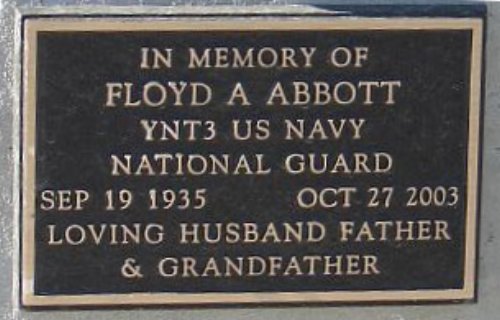 IN MEMORY OF
FLOYD A ABBOTT
YNT3 US NAVY
NATIONAL GUARD
SEP 19 1935 OCT 27 2003
LOVING HUSBAND FATHER
& GRANDFATHER